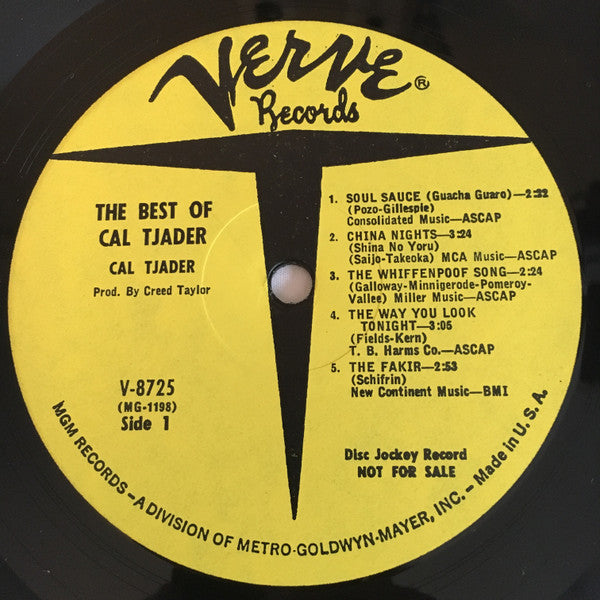 VERVE ®
Records
THE BEST OF
CAL TJADER
CAL TJADER
Prod. By Creed Taylor
V-8725
(MG-1198)
Side 1
1. SOUL SAUCE (Guacha Guaro)—2:32
(Pozo-Gillespie)
Consolidated Music—ASCAP
2. CHINA NIGHTS—3:24
(Shina No Yoru)
(Saijo-Takeoka) MCA Music—ASCAP
3. THE WHIFFENPOOF SONG—2:24
(Galloway-Minnigerode-Pomeroy-
Vallee) Miller Music—ASCAP
4. THE WAY YOU LOOK
TONIGHT—3:05
(Fields-Kern)
T. B. Harms Co.—ASCAP
5. THE FAKIR—2:53
(Schifrin)
New Continent Music—BMI
Disc Jockey Record
NOT FOR SALE
MGM RECORDS – A DIVISION OF METRO-GOLDWYN-MAYER, INC. – Made in U.S.A.